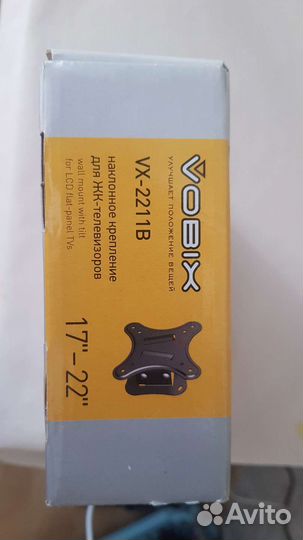 VOBIX
УЛУЧШАЕТ ПОЛОЖЕНИЕ ВЕЩЕЙ
VX-2211B
наклонное крепление
для ЖК-телевизоров
wall mount with tilt
for LCD flat-panel TVs
17"-22"
Avito